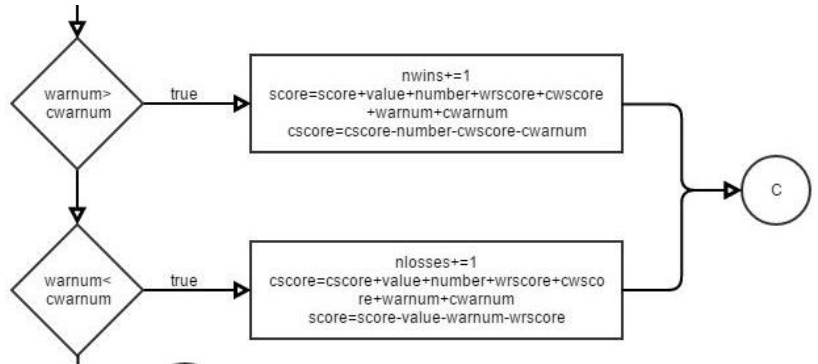 warnum>
cwarnum
true
nwins+=1
score=score+value+number+wrscore+cwscore
+warnum+cwarnum
cscore=cscore-number-cwscore-cwarnum
C
warnum<
cwarnum
true
nlosses+=1
cscore=cscore+value+number+wrscore+cwsco
re+warnum+cwarnum
score=score-value-warnum-wrscore